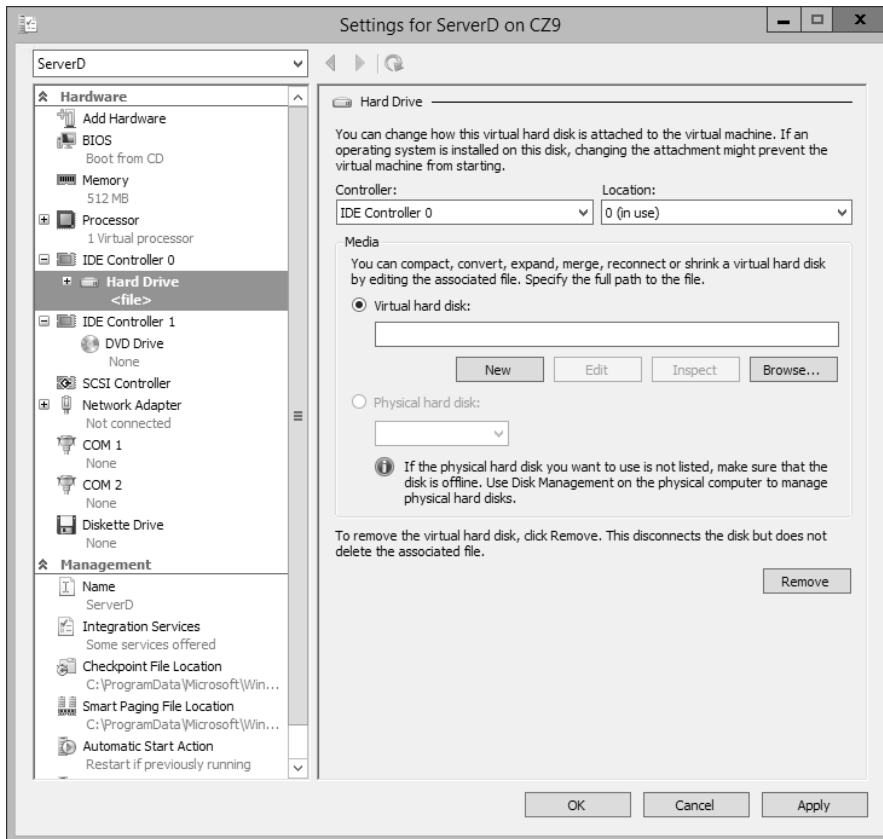 Settings for ServerD on CZ9
ServerD
Hardware
Add Hardware
BIOS
Boot from CD
Memory
512 MB
Processor
1 Virtual processor
IDE Controller 0
Hard Drive
<file>
IDE Controller 1
DVD Drive
None
SCSI Controller
Network Adapter
Not connected
COM 1
None
COM 2
None
Diskette Drive
None
Management
Name
ServerD
Integration Services
Some services offered
Checkpoint File Location
C:\ProgramData\Microsoft\Win...
Smart Paging File Location
C:\ProgramData\Microsoft\Win...
Automatic Start Action
Restart if previously running
Hard Drive
You can change how this virtual hard disk is attached to the virtual machine. If an
operating system is installed on this disk, changing the attachment might prevent the
virtual machine from starting.
Controller:
Location:
IDE Controller 0
0 (in use)
Media
You can compact, convert, expand, merge, reconnect or shrink a virtual hard disk
by editing the associated file. Specify the full path to the file.
Virtual hard disk:
New
Edit
Inspect
Browse...
Physical hard disk:
If the physical hard disk you want to use is not listed, make sure that the
disk is offline. Use Disk Management on the physical computer to manage
physical hard disks.
To remove the virtual hard disk, click Remove. This disconnects the disk but does not
delete the associated file.
Remove
OK
Cancel
Apply